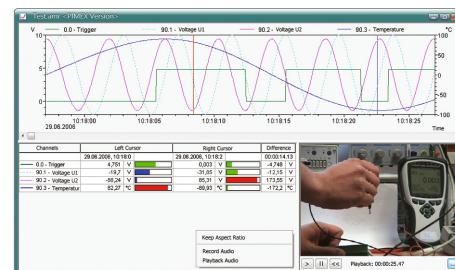 TestCamr <PIMEX Version>
V 0.0 - Trigger 90.1 - Voltage U1 90.2 - Voltage U2 90.3 - Temperature °C
10
100
50
5
0
-50
0
-100
10:18:00 10:18:05 10:18:10 10:18:15 10:18:20 10:18:25
29.06.2006 Time
Channels Left Cursor Right Cursor Difference
29.06.2006, 10:18:0 29.06.2006, 10:18:2 00:00:14.13
0.0 - Trigger 4,751 V 0,003 V -4,748 V
90.1 - Voltage U1 -19,7 V -31,85 V -12,15 V
90.2 - Voltage U2 -88,24 V 85,31 V 173,55 V
90.3 - Temperatur 82,27 °C -89,93 °C -172,2 °C
Keep Aspect Ratio
Record Audio
Playback Audio
> || << Playback: 00:00:25.47